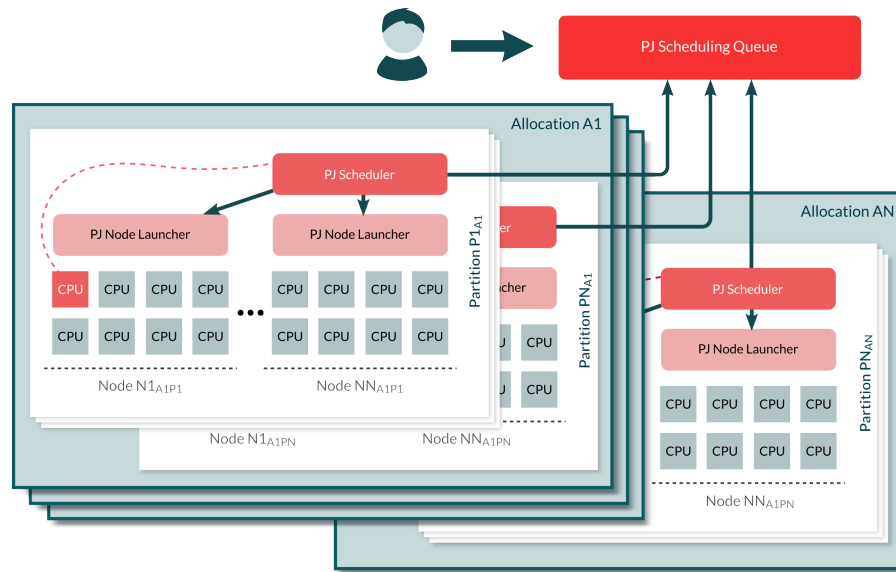 PJ Scheduling Queue
Allocation A1
PJ Scheduler
PJ Node Launcher PJ Node Launcher
CPU CPU CPU CPU CPU CPU CPU CPU
CPU CPU CPU CPU CPU CPU CPU CPU
Node N1A1P1 Node NNA1P1
Partition P1A1
CPU
CPU
Node N1A1PN Node NNA1PN
Partition PNA1
Allocation AN
PJ Scheduler
PJ Node Launcher
CPU CPU CPU CPU
CPU CPU CPU CPU
Node NNA1PN
Partition PNAN